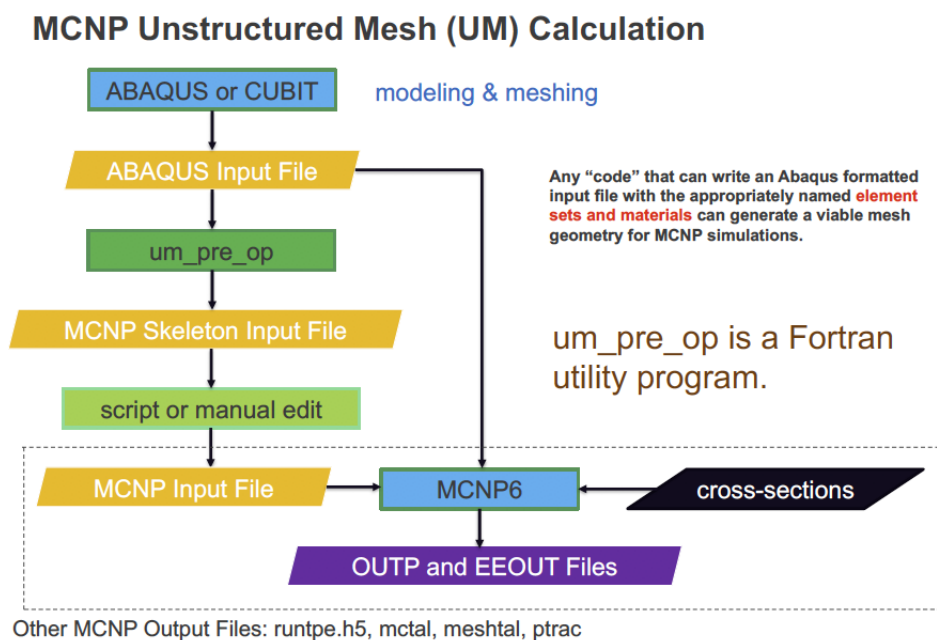 MCNP Unstructured Mesh (UM) Calculation
ABAQUS or CUBIT
modeling & meshing
ABAQUS Input File
Any “code” that can write an Abaqus formatted
input file with the appropriately named element
sets and materials can generate a viable mesh
geometry for MCNP simulations.
um_pre_op
MCNP Skeleton Input File
um_pre_op is a Fortran
utility program.
script or manual edit
MCNP Input File
MCNP6
cross-sections
OUTP and EEOUT Files
Other MCNP Output Files: runtpe.h5, mctal, meshtal, ptrac